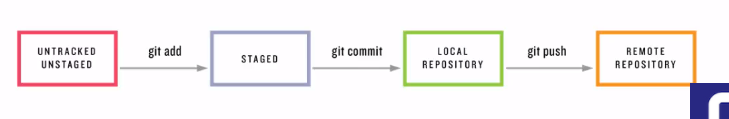 UNTRACKED
UNSTAGED
git add
STAGED
git commit
LOCAL
REPOSITORY
git push
REMOTE
REPOSITORY